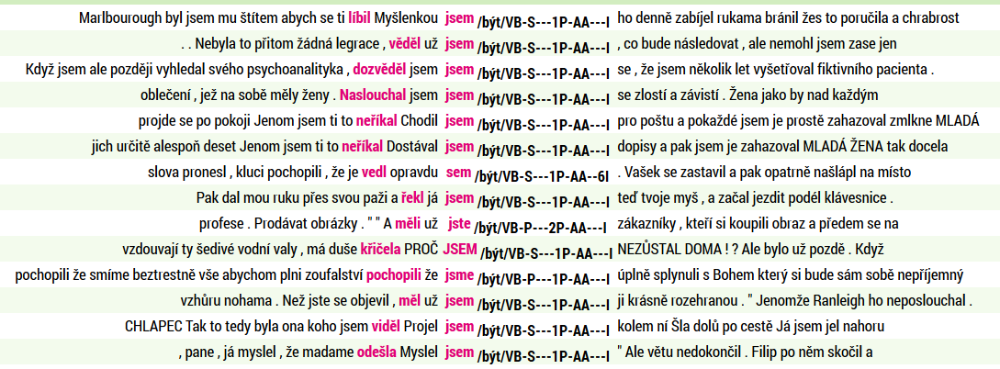 Marlbourough byl jsem mu štítem abych se ti líbil Myšlenkou jsem /být/VB-S---1P-AA---I ho denně zabíjel rukama bránil žes to poručila a chrabrost
. . Nebyla to přitom žádná legrace , věděl už jsem /být/VB-S---1P-AA---I , co bude následovat , ale nemohl jsem zase jen
Když jsem ale později vyhledal svého psychoanalityka , dozvěděl jsem jsem /být/VB-S---1P-AA---I se , že jsem několik let vyšetřoval fiktivního pacienta .
oblečení , jež na sobě měly ženy . Naslouchal jsem jsem /být/VB-S---1P-AA---I se zlostí a závistí . Žena jako by nad každým
projde se po pokoji Jenom jsem ti to neříkal Chodil jsem /být/VB-S---1P-AA---I pro poštu a pokaždé jsem je prostě zahazoval zmlkne MLADÁ
jich určitě alespoň deset Jenom jsem ti to neříkal Dostával jsem /být/VB-S---1P-AA---I dopisy a pak jsem je zahazoval MLADÁ ŽENA tak docela
slova pronesl , kluci pochopili , že je vedl opravdu sem /být/VB-S---1P-AA--6I . Vašek se zastavil a pak opatrně našlápl na místo
Pak dal mou ruku přes svou paži a řekl já jsem /být/VB-S---1P-AA---I teď tvoje myš , a začal jezdit podél klávesnice .
profese . Prodávat obrázky . " " A měli už jste /být/VB-P---2P-AA---I zákazníky , kteří si koupili obraz a předem se na
vzdouvají ty šedivé vodní valy , má duše křičela PROČ JSEM /být/VB-S---1P-AA---I NEZŮSTAL DOMA ! ? Ale bylo už pozdě . Když
pochopili že smíme beztrestně vše abychom plni zoufalství pochopili že jsme /být/VB-P---1P-AA---I úplně splynuli s Bohem který si bude sám sobě nepříjemný
vzhůru nohama . Než jste se objevil , měl už jsem /být/VB-S---1P-AA---I ji krásně rozehranou . " Jenomže Ranleigh ho neposlouchal .
CHLAPEC Tak to tedy byla ona koho jsem viděl Projel jsem /být/VB-S---1P-AA---I kolem ní Šla dolů po cestě Já jsem jel nahoru
, pane , já myslel , že madame odešla Myslel jsem /být/VB-S---1P-AA---I " Ale větu nedokončil . Filip po něm skočil a